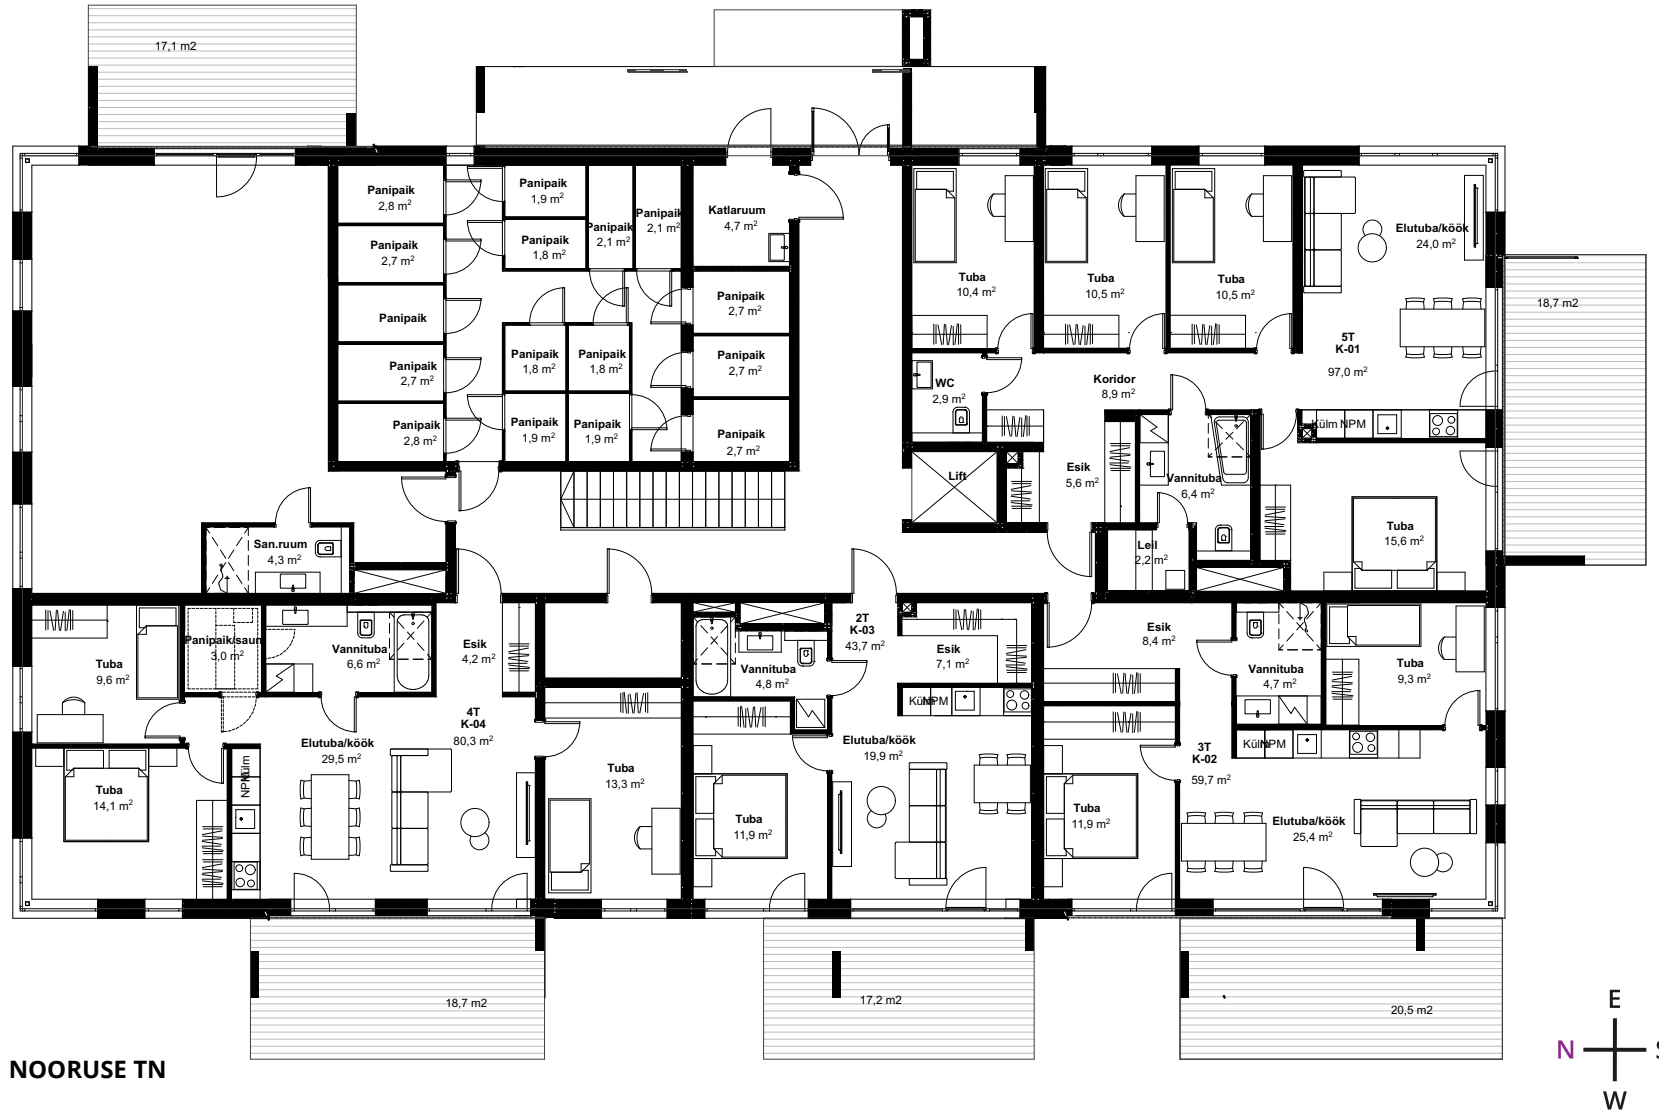 17,1 m2
Panipaik
2,8 m²
Panipaik
2,7 m²
Panipaik
Panipaik
2,7 m²
Panipaik
2,8 m²
Panipaik
1,9 m²
Panipaik
1,8 m²
Panipaik
2,1 m²
Panipaik
2,1 m²
Panipaik
1,8 m²
Panipaik
1,8 m²
Panipaik
1,9 m²
Panipaik
1,9 m²
Katlaruum
4,7 m²
Panipaik
2,7 m²
Panipaik
2,7 m²
Panipaik
2,7 m²
Tuba
10,4 m²
Tuba
10,5 m²
Tuba
10,5 m²
Elutuba/köök
24,0 m²
18,7 m2
5T
K-01
97,0 m²
WC
2,9 m²
Koridor
8,9 m²
Külm NPM
Lift
Esik
5,6 m²
Vannituba
6,4 m²
Leil
2,2 m²
Tuba
15,6 m²
San.ruum
4,3 m²
Tuba
9,6 m²
Panipaik/saun
3,0 m²
Vannituba
6,6 m²
Esik
4,2 m²
4T
K-04
80,3 m²
Elutuba/köök
29,5 m²
NPM
Külm
Tuba
14,1 m²
Tuba
13,3 m²
2T
K-03
43,7 m²
Vannituba
4,8 m²
Esik
7,1 m²
Külm
NPM
Elutuba/köök
19,9 m²
Tuba
11,9 m²
Esik
8,4 m²
Vannituba
4,7 m²
Tuba
9,3 m²
3T
K-02
59,7 m²
Külm
NPM
Tuba
11,9 m²
Elutuba/köök
25,4 m²
18,7 m2
17,2 m2
20,5 m2
NOORUSE TN
E
N
S
W